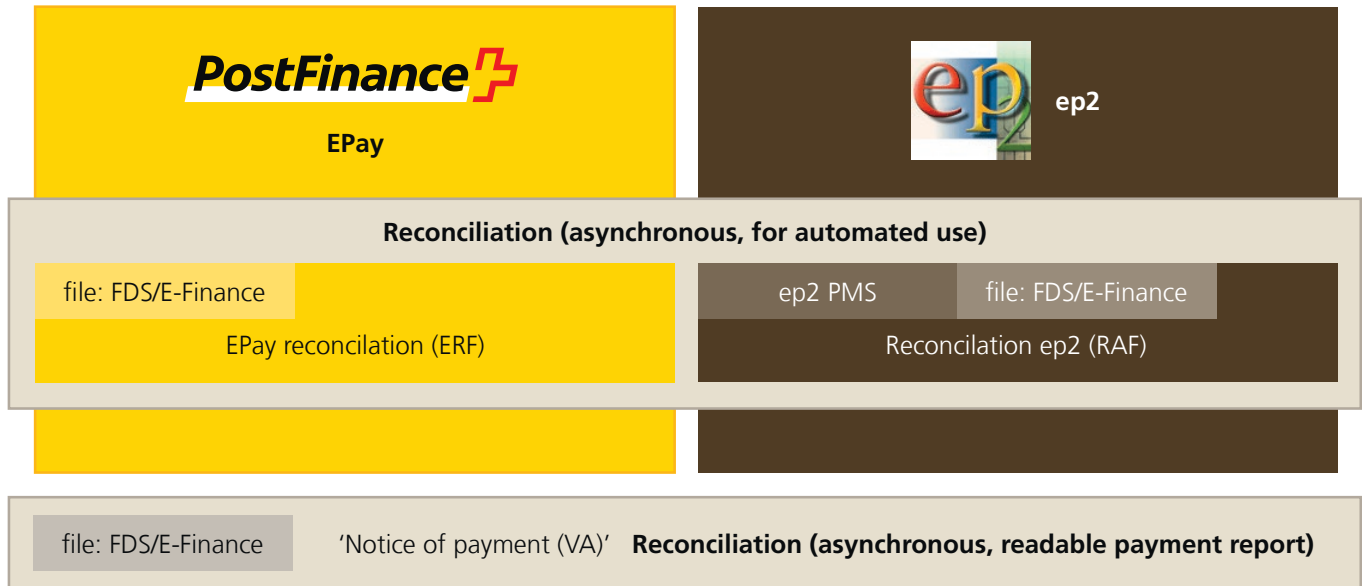 PostFinance
EPay
ep2
ep2
Reconciliation (asynchronous, for automated use)
file: FDS/E-Finance
EPay reconcilation (ERF)
ep2 PMS
file: FDS/E-Finance
Reconcilation ep2 (RAF)
file: FDS/E-Finance ‘Notice of payment (VA)’ Reconciliation (asynchronous, readable payment report)